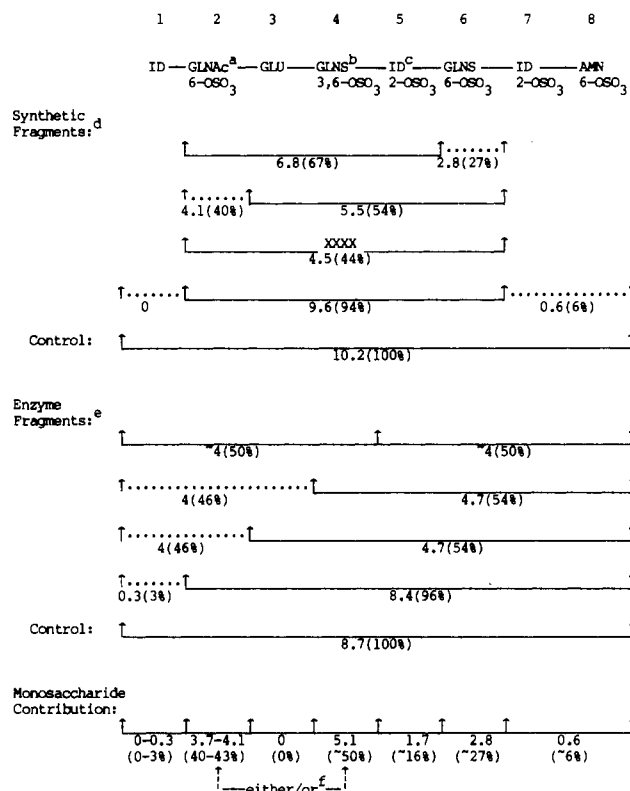 1 2 3 4 5 6 7 8
ID — GLNAc^a — GLU — GLNS^b — ID^c — GLNS — ID — AMN
6-OSO3 3,6-OSO3 2-OSO3 6-OSO3 2-OSO3 6-OSO3
Synthetic
Fragments:^d
6.8(67%) 2.8(27%)
4.1(40%) 5.5(54%)
XXXX
4.5(44%)
0 9.6(94%) 0.6(6%)
Control:
10.2(100%)
Enzyme
Fragments:^e
~4(50%) ~4(50%)
4(46%) 4.7(54%)
4(46%) 4.7(54%)
0.3(3%) 8.4(96%)
Control:
8.7(100%)
Monosaccharide
Contribution:
0-0.3 3.7-4.1 0 5.1 1.7 2.8 0.6
(0-3%) (40-43%) (0%) (~50%) (~16%) (~27%) (~6%)
either/or^f